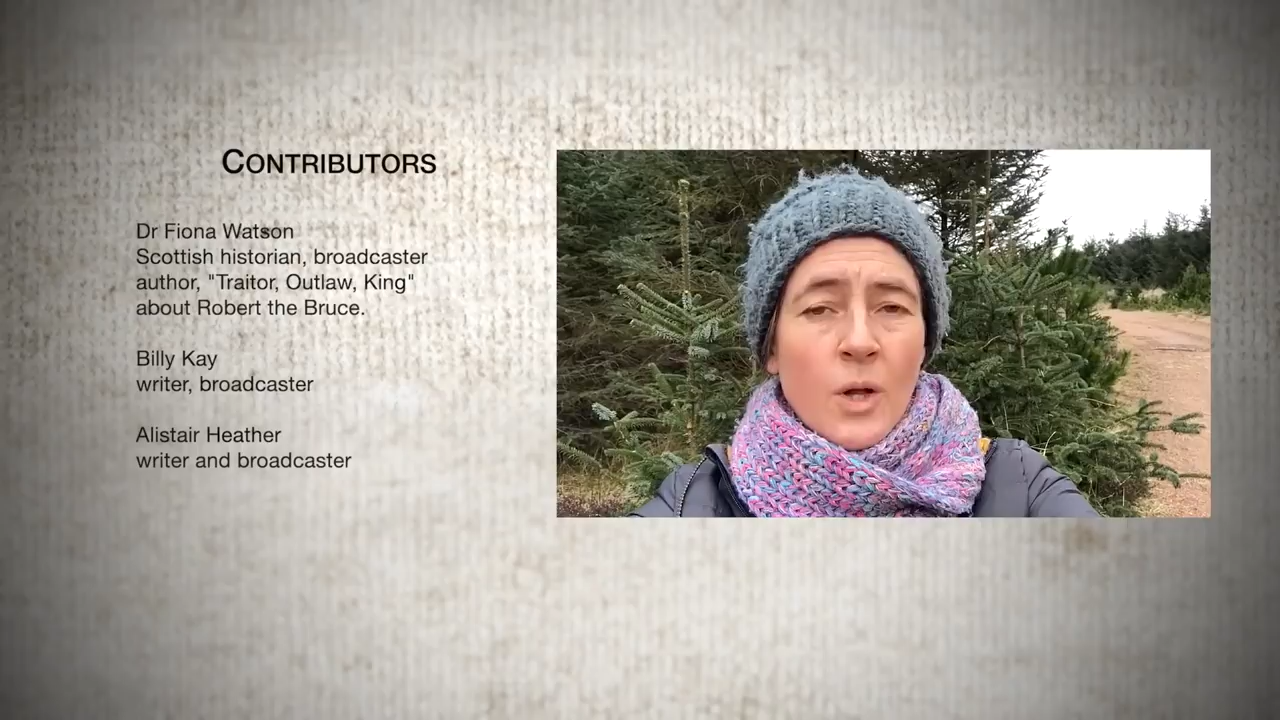 CONTRIBUTORS
Dr Fiona Watson
Scottish historian, broadcaster
author, "Traitor, Outlaw, King"
about Robert the Bruce.
Billy Kay
writer, broadcaster
Alistair Heather
writer and broadcaster